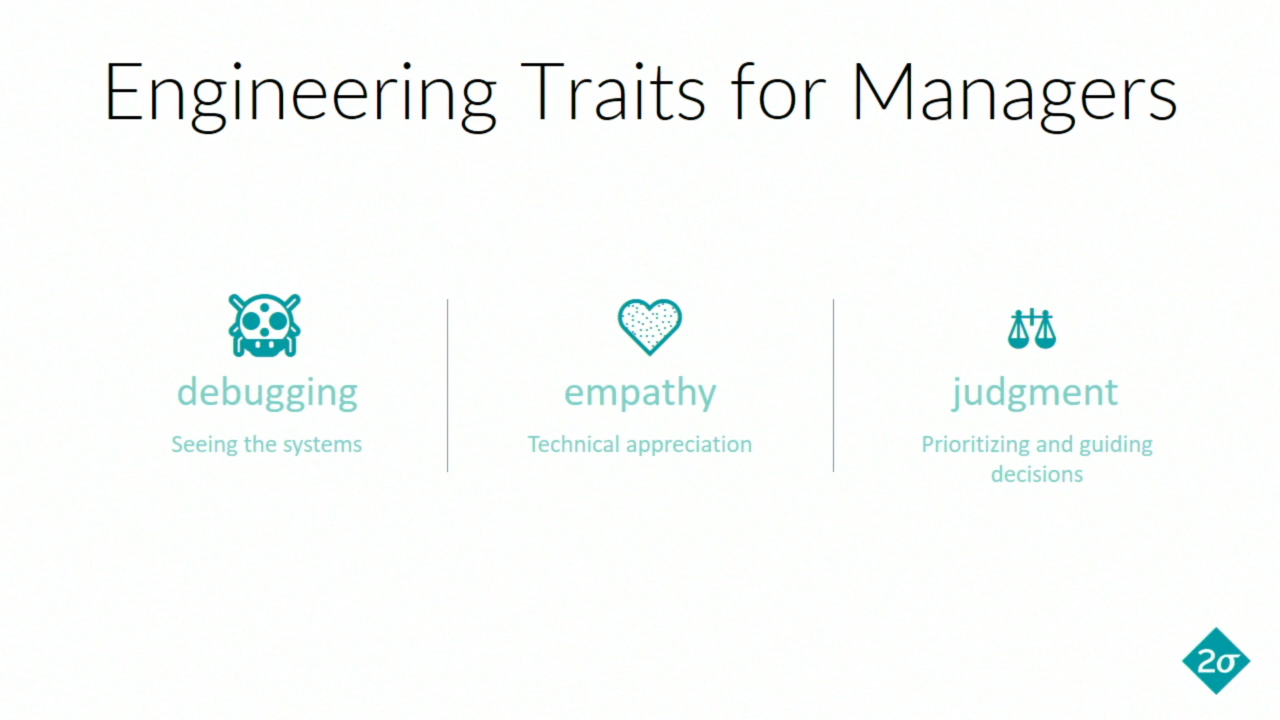 Engineering Traits for Managers
debugging
Seeing the systems
empathy
Technical appreciation
judgment
Prioritizing and guiding
decisions
2σ